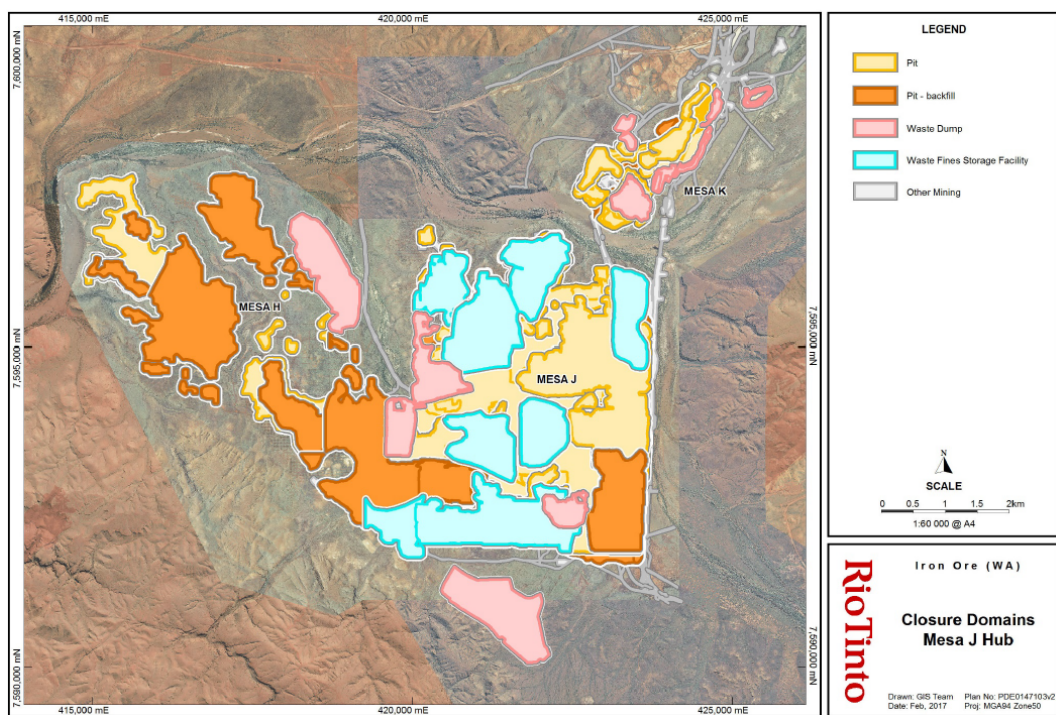 415,000 mE 420,000 mE 425,000 mE
7,600,000 mN
7,595,000 mN
7,590,000 mN
7,595,000 mN
7,590,000 mN
MESA K
MESA H
MESA J
415,000 mE 420,000 mE 425,000 mE
LEGEND
Pit
Pit - backfill
Waste Dump
Waste Fines Storage Facility
Other Mining
N
SCALE
0 0.5 1 1.5 2km
1:60 000 @ A4
RioTinto
Iron Ore (WA)
Closure Domains
Mesa J Hub
Drawn: GIS Team Plan No: PDE0147103v2
Date: Feb, 2017 Proj: MGA94 Zone50